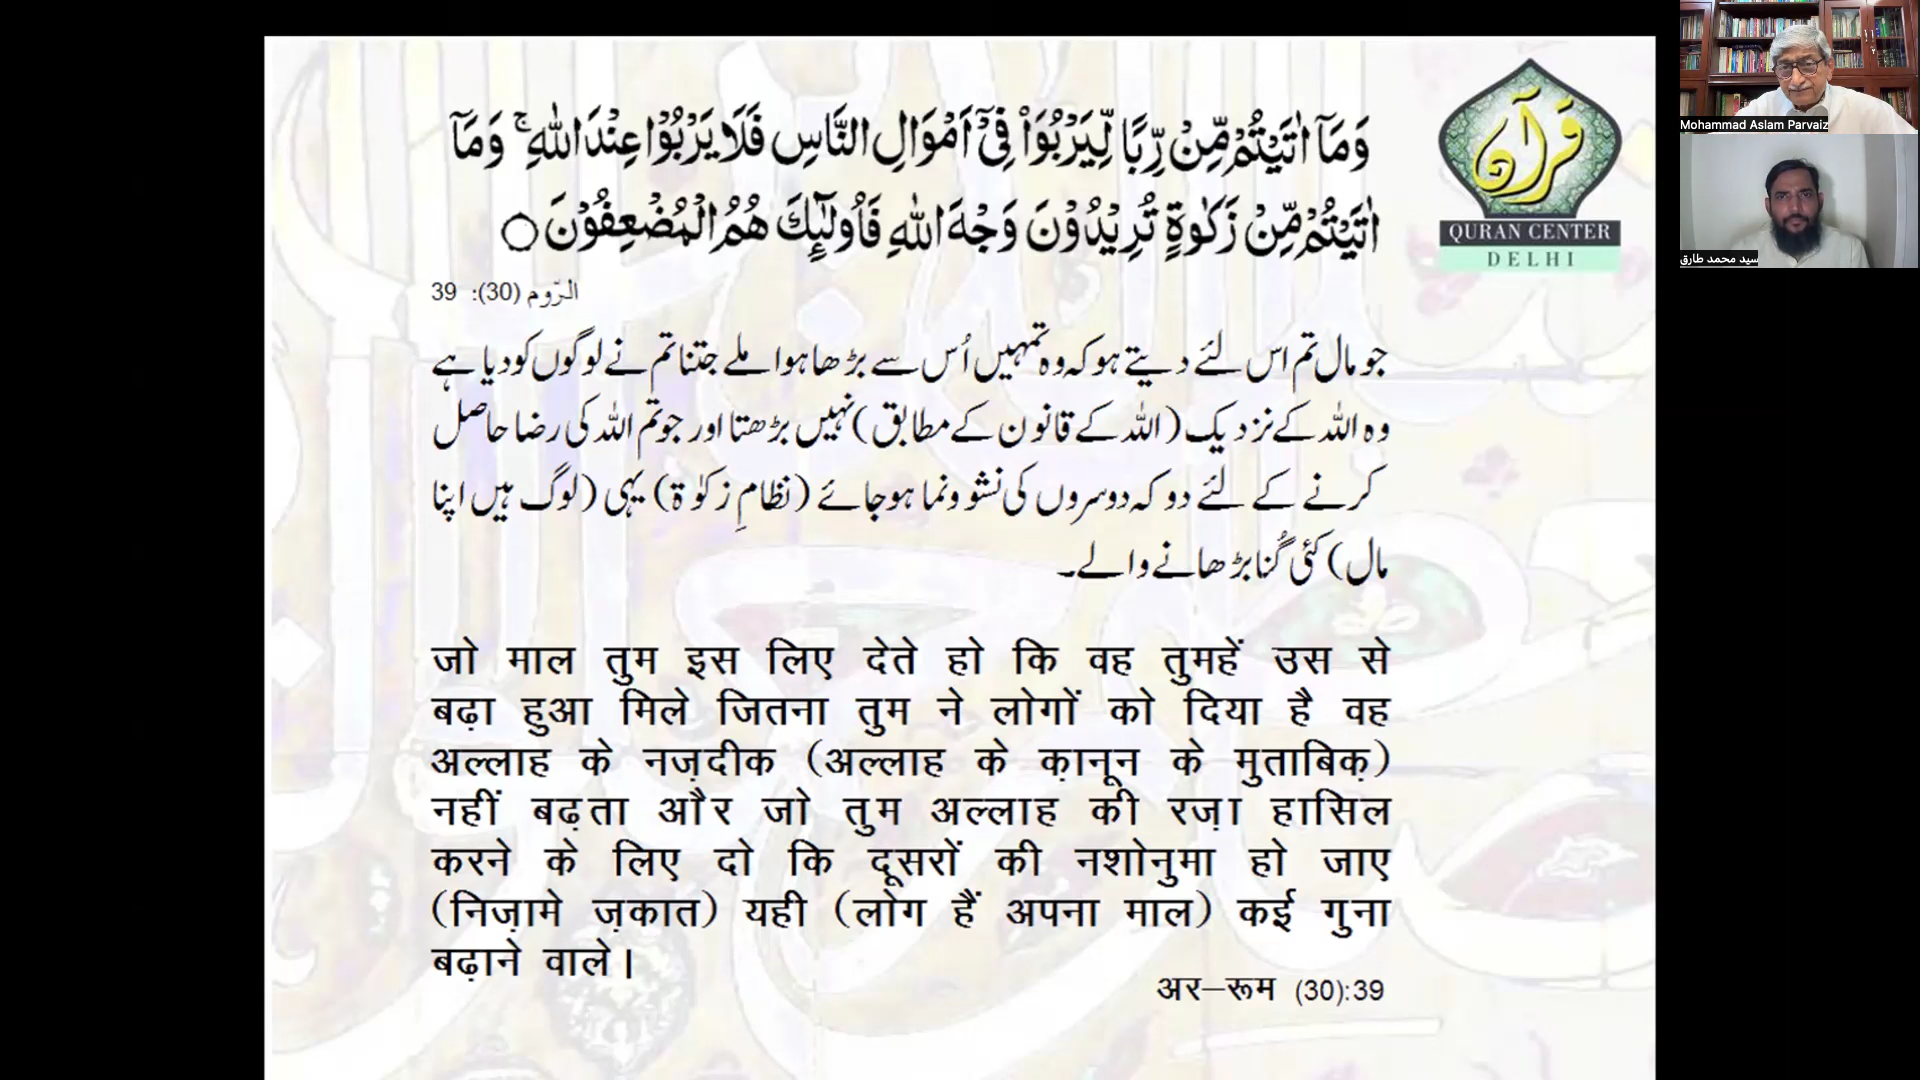 وَمَآ اٰتَيْتُمْ مِّنْ رِّبًا لِّيَرْبُوَا۟ فِىْٓ اَمْوَالِ النَّاسِ فَلَا يَرْبُوْا عِنْدَ اللّٰهِ ۚ وَمَآ
اٰتَيْتُمْ مِّنْ زَكٰوةٍ تُرِيْدُوْنَ وَجْهَ اللّٰهِ فَاُولٰٓئِكَ هُمُ الْمُضْعِفُوْنَ ○
الرّوم (30): 39
جو مال تم اس لئے دیتے ہو کہ وہ تمہیں اُس سے بڑھا ہوا ملے جتنا تم نے لوگوں کو دیا ہے
وہ اللہ کے نزدیک (اللہ کے قانون کے مطابق) نہیں بڑھتا اور جو تم اللہ کی رضا حاصل
کرنے کے لئے دو کہ دوسروں کی نشو ونما ہو جائے (نظامِ زکوٰۃ) یہی (لوگ ہیں اپنا
مال) کئی گُنا بڑھانے والے۔
जो माल तुम इस लिए देते हो कि वह तुमहें उस से
बढ़ा हुआ मिले जितना तुम ने लोगों को दिया है वह
अल्लाह के नज़दीक (अल्लाह के क़ानून के मुताबिक़)
नहीं बढ़ता और जो तुम अल्लाह की रज़ा हासिल
करने के लिए दो कि दूसरों की नशोनुमा हो जाए
(निज़ामे ज़कात) यही (लोग हैं अपना माल) कई गुना
बढ़ाने वाले।
अर–रूम (30):39
قرآن
QURAN CENTER
DELHI
Mohammad Aslam Parvaiz
سید محمد طارق